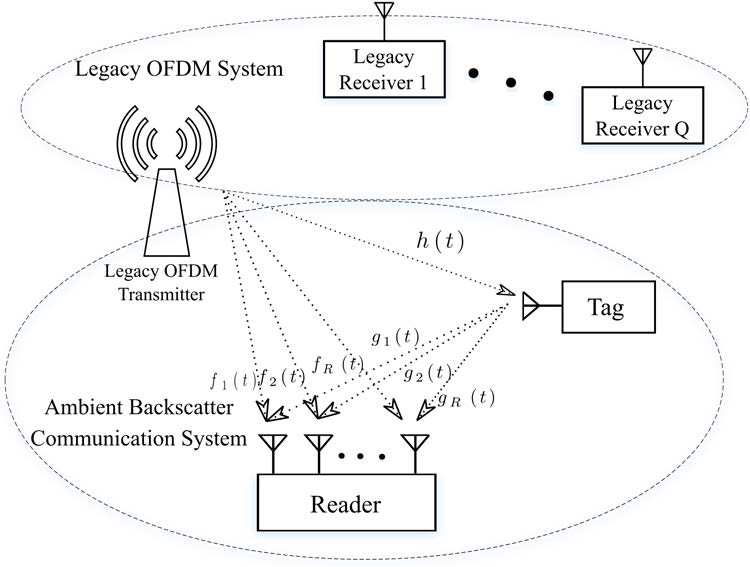 Legacy OFDM System
Legacy
Receiver 1
Legacy
Receiver Q
Legacy OFDM
Transmitter
h (t)
Tag
g1(t)
f1(t)
f2(t)
fR (t)
g2(t)
gR (t)
Ambient Backscatter
Communication System
Reader